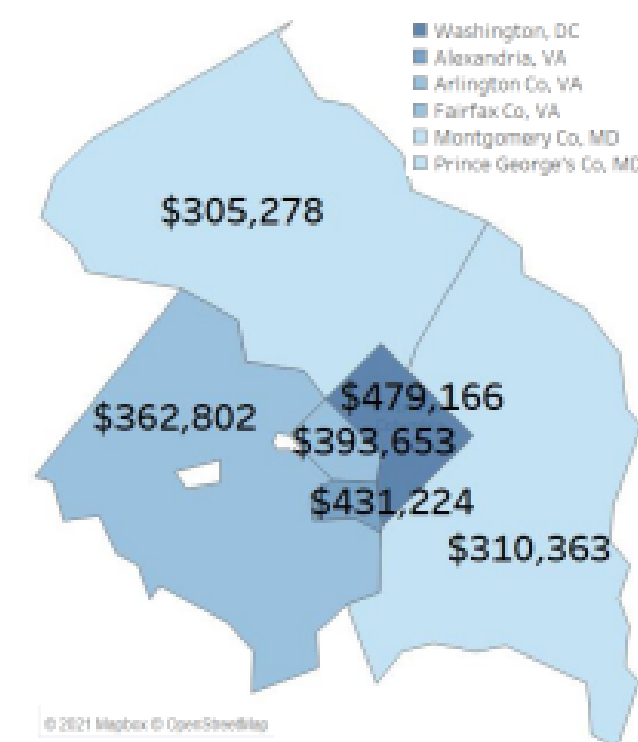 Washington, DC
Alexandria, VA
Arlington Co, VA
Fairfax Co, VA
Montgomery Co, MD
Prince George's Co, MD
$305,278
$479,166
$362,802
$393,653
$431,224
$310,363
© 2021 Mapbox © OpenStreetMap